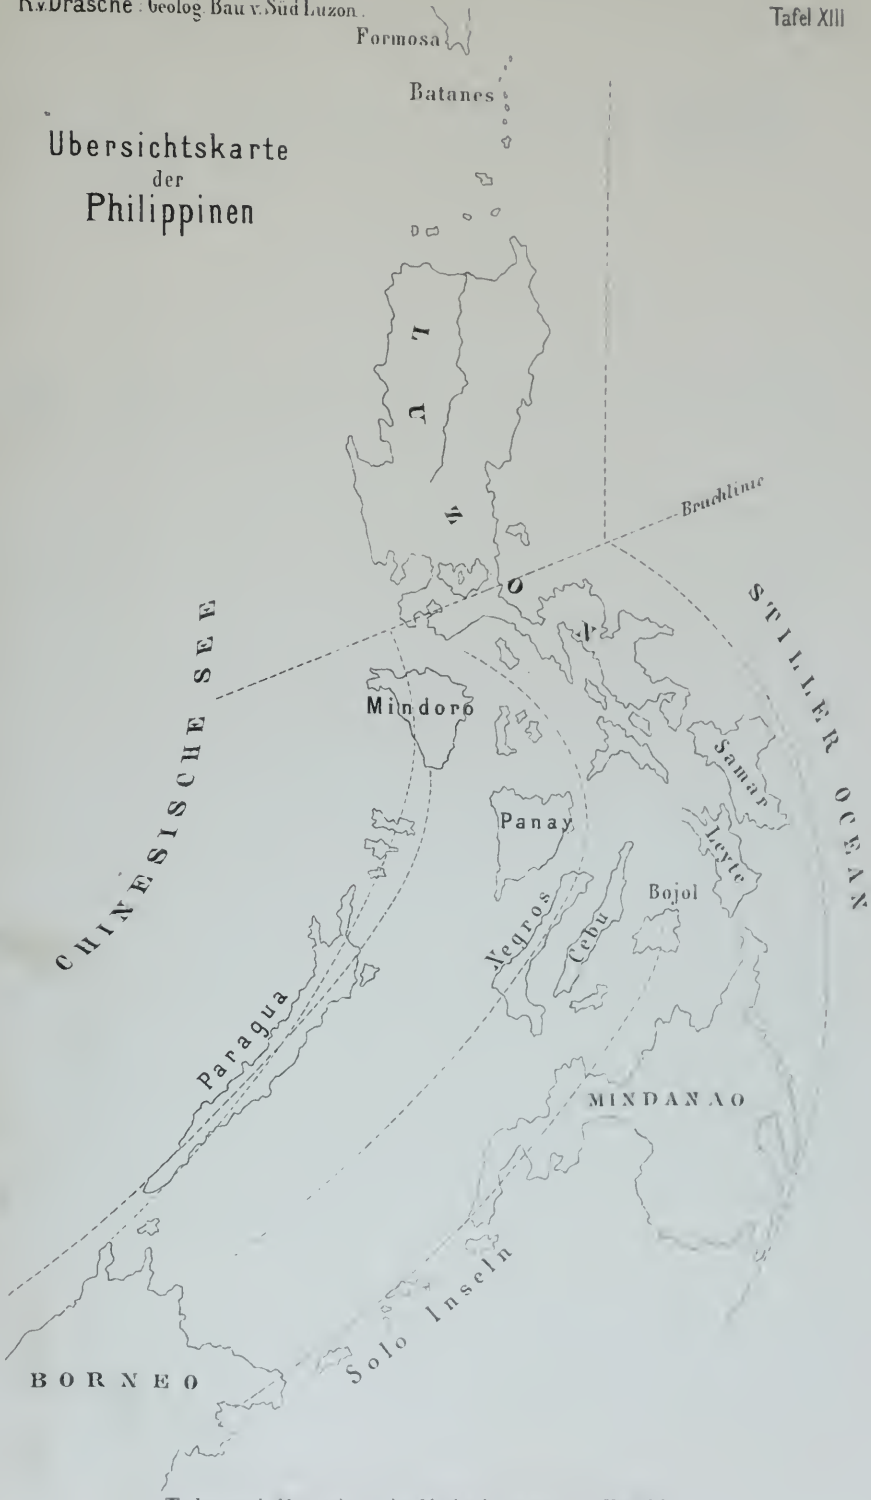 R.v.Drasche : Geolog. Bau v. Süd Luzon.
Tafel XIII
Formosa
Batanes
Übersichtskarte
der
Philippinen
LUZON
Bruchlinie
CHINESISCHE SEE
STILLER OCEAN
Mindoro
Samar
Panay
Leyte
Negros
Cebu
Bojol
Paragua
MINDANAO
Solo Inseln
BORNEO